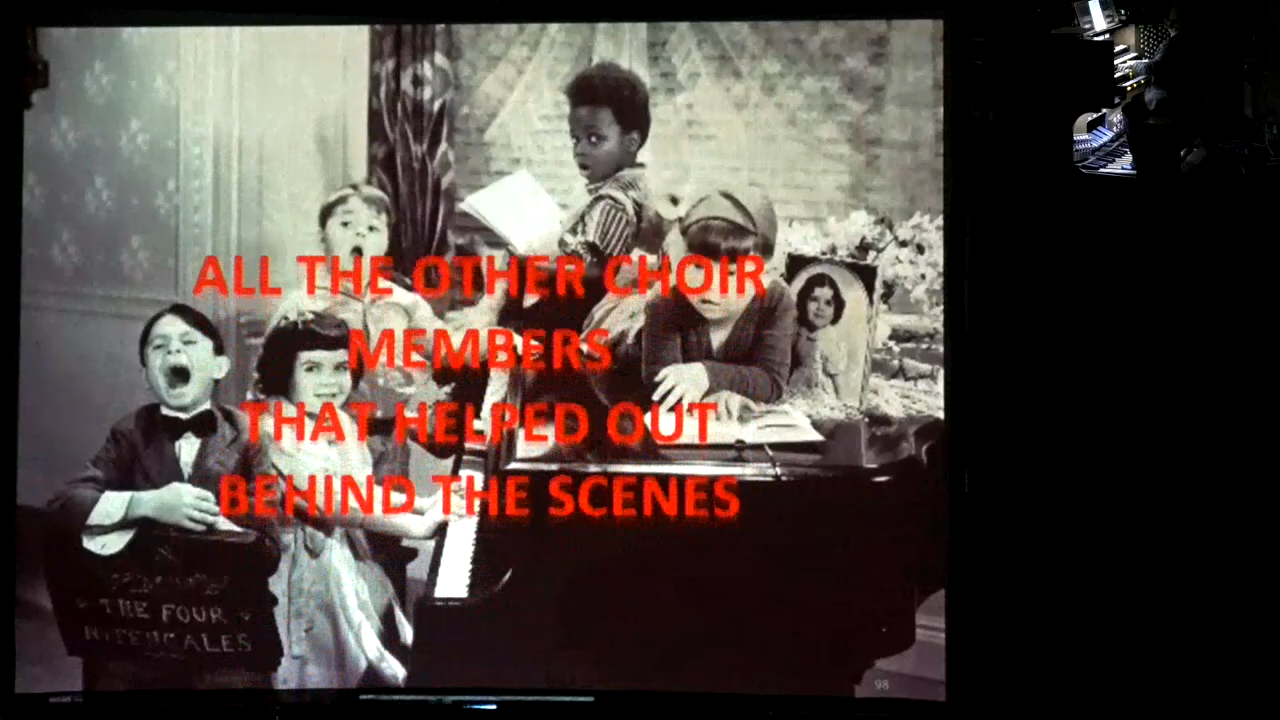 ALL THE OTHER CHOIR
MEMBERS
THAT HELPED OUT
BEHIND THE SCENES
THE FOUR
98